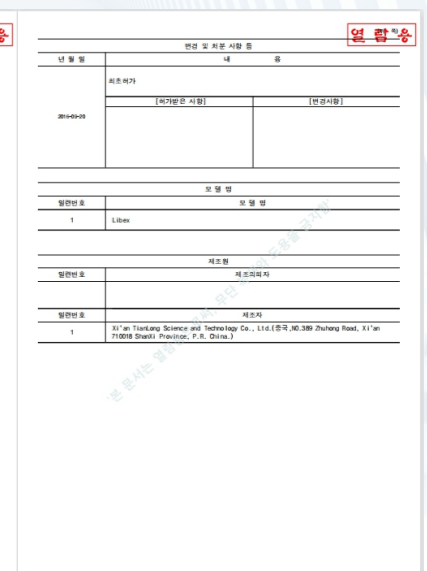 열람용
변경 및 처분 사항 등
년 월 일 내 용
최초허가
[허가받은 사항] [변경사항]
모 델 명
일련번호 모 델 명
1 Libex
제조원
일련번호 제조의뢰자
일련번호 제조자
1 Xi'an TianLong Science and Technology Co., Ltd.(중국,NO.389 Zhuhong Road, Xi'an
710018 ShanXi Province, P.R. China.)